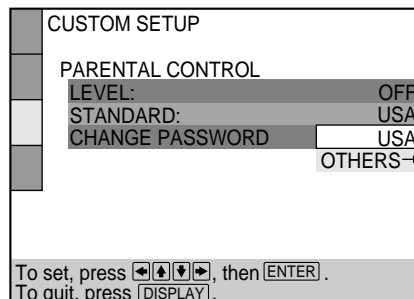 CUSTOM SETUP
PARENTAL CONTROL
LEVEL: OFF
STANDARD: USA
CHANGE PASSWORD USA
OTHERS→
To set, press ←↑↓→, then ENTER.
To quit, press DISPLAY.